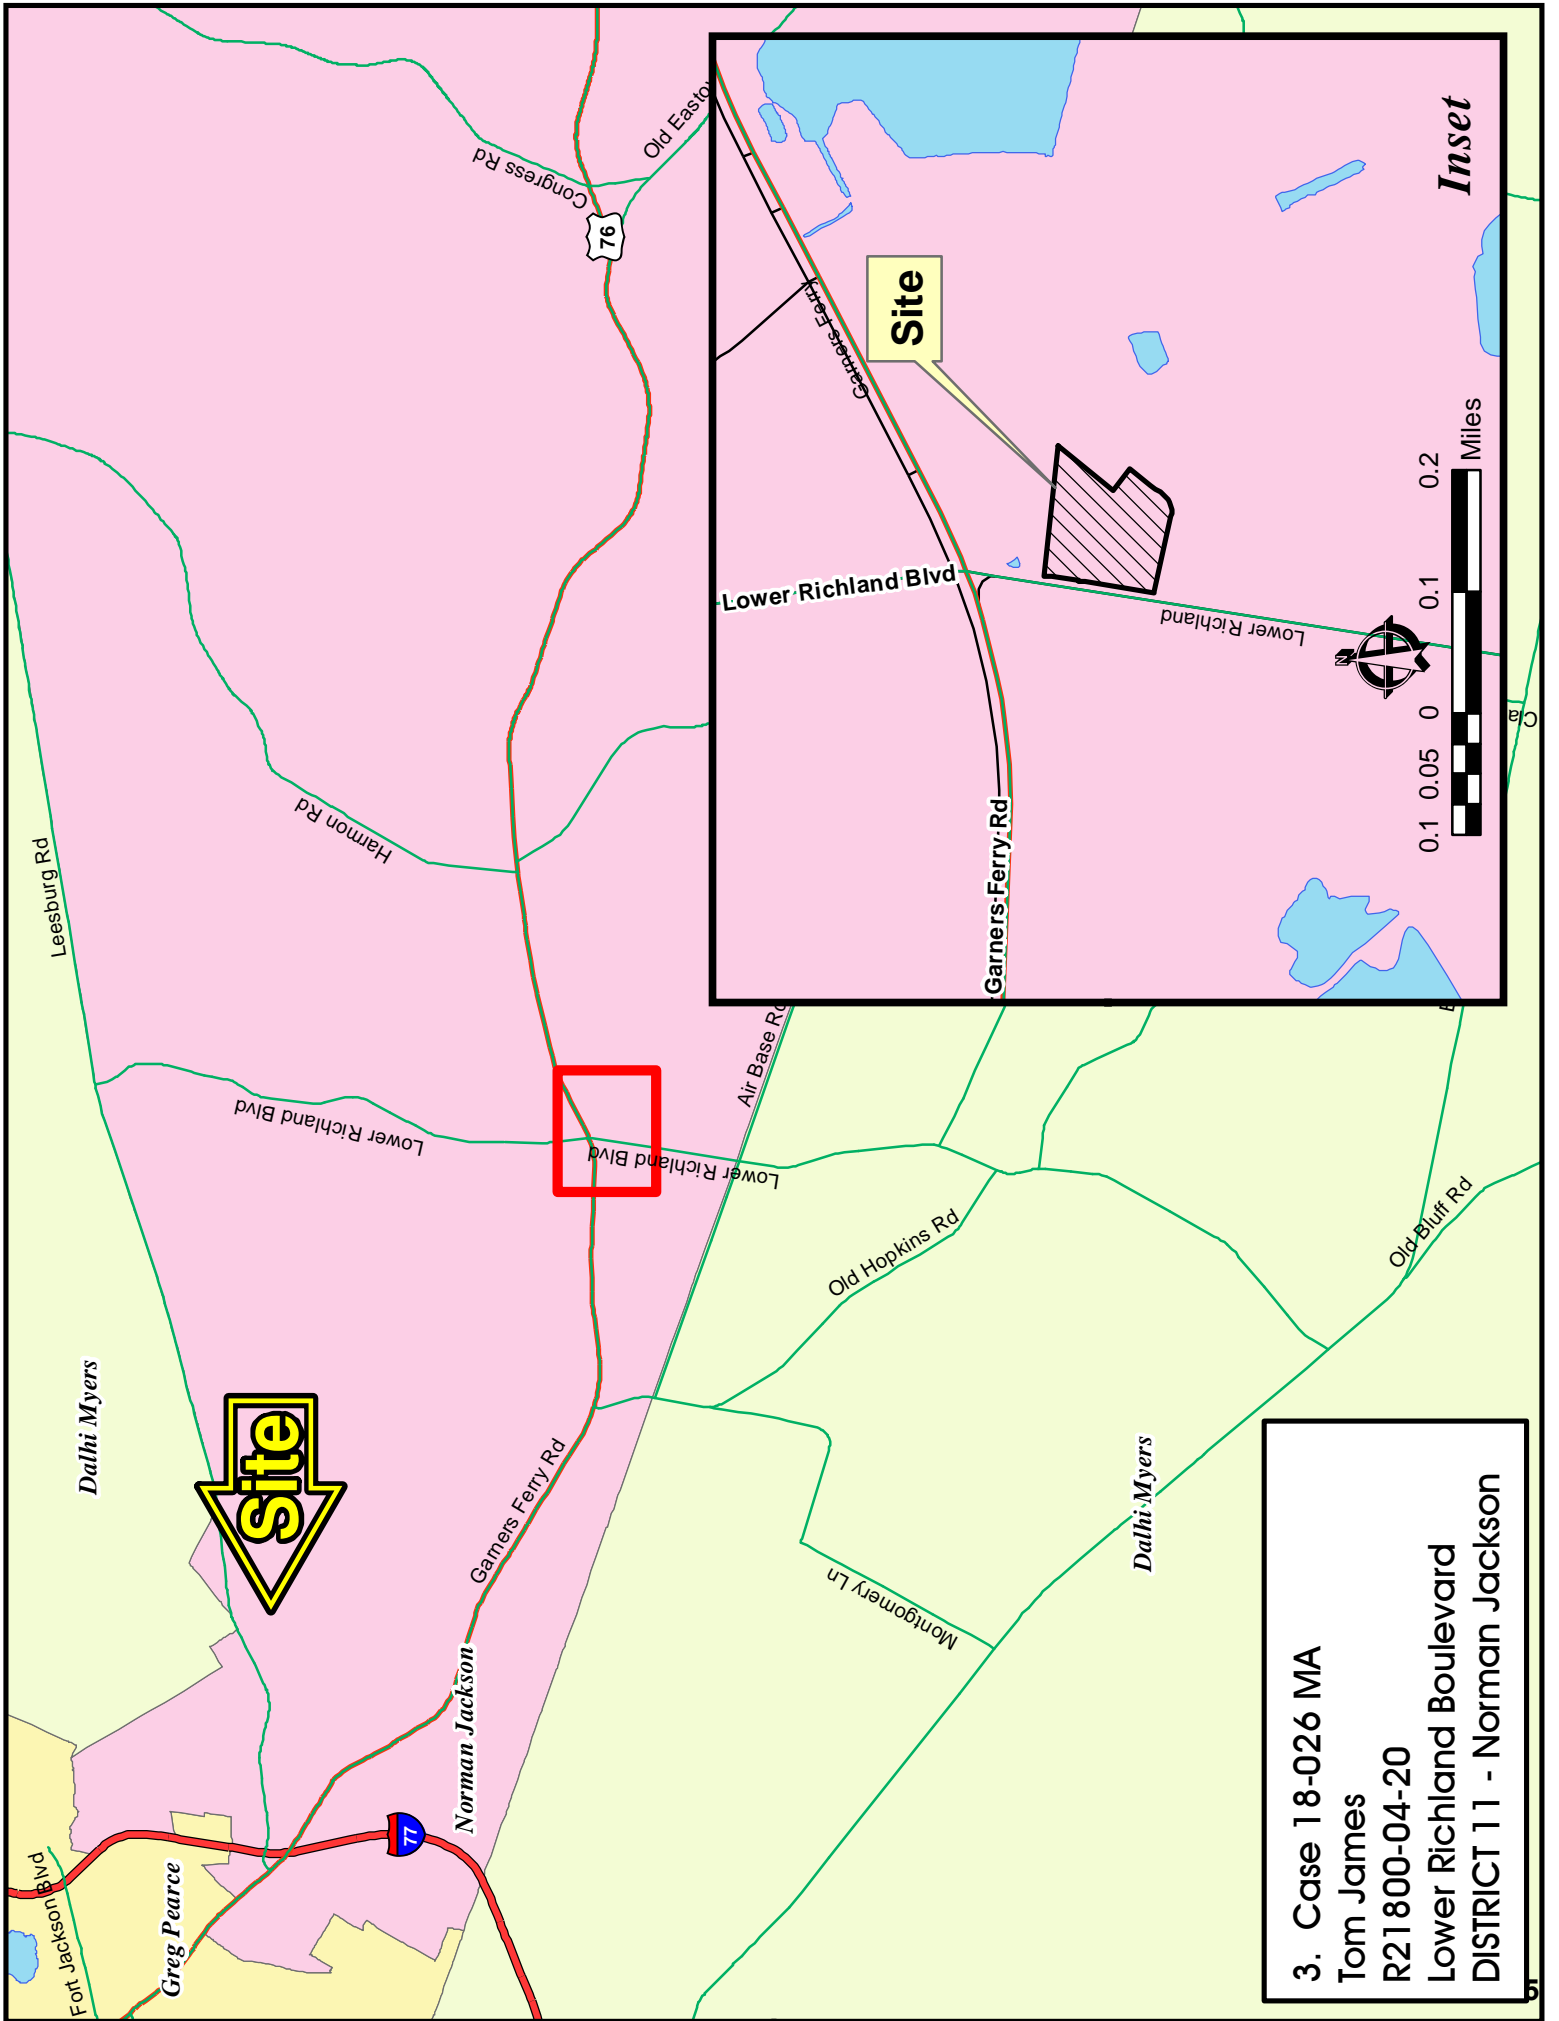 Fort Jackson Blvd
Greg Pearce
77
Norman Jackson
Site
Dalhi Myers
Garners Ferry Rd
Leesburg Rd
Lower Richland Blvd
Lower Richland Blvd
Harmon Rd
76
Congress Rd
Air Base Rd
Old Hopkins Rd
Montgomery Ln
Dalhi Myers
Old Bluff Rd
Cla
Inset
Site
Garners Ferry
Lower Richland Blvd
Lower Richland
Garners Ferry Rd
N
0.1 0.05 0 0.1 0.2
Miles
3. Case 18-026 MA
Tom James
R21800-04-20
Lower Richland Boulevard
DISTRICT 11 - Norman Jackson